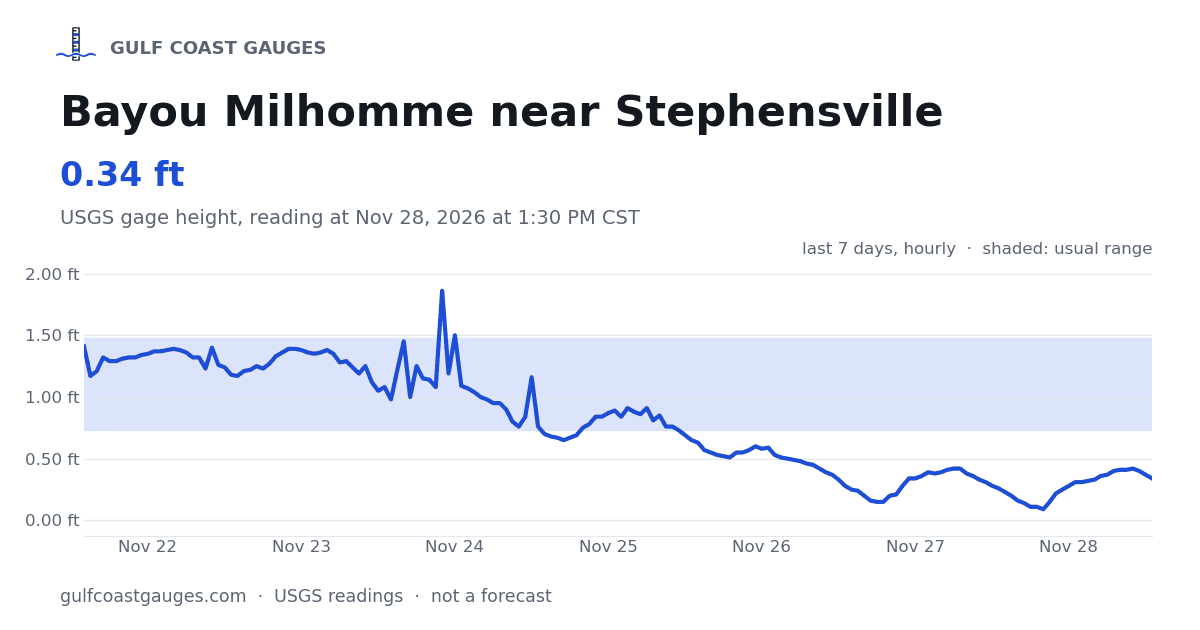 GULF COAST GAUGES
Bayou Milhomme near Stephensville
0.34 ft
USGS gage height, reading at Nov 28, 2026 at 1:30 PM CST
last 7 days, hourly · shaded: usual range
2.00 ft
1.50 ft
1.00 ft
0.50 ft
0.00 ft
Nov 22 Nov 23 Nov 24 Nov 25 Nov 26 Nov 27 Nov 28
gulfcoastgauges.com · USGS readings · not a forecast